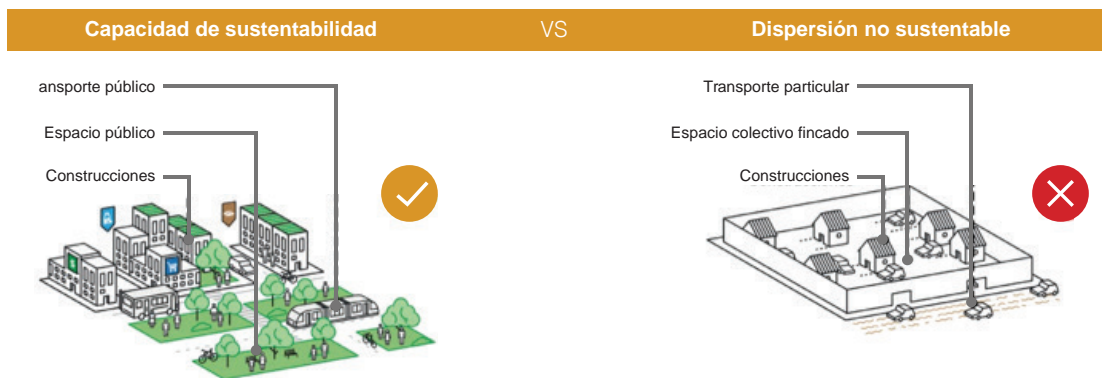 Capacidad de sustentabilidad VS Dispersión no sustentable
ansporte público
Espacio público
Construcciones
Transporte particular
Espacio colectivo fincado
Construcciones